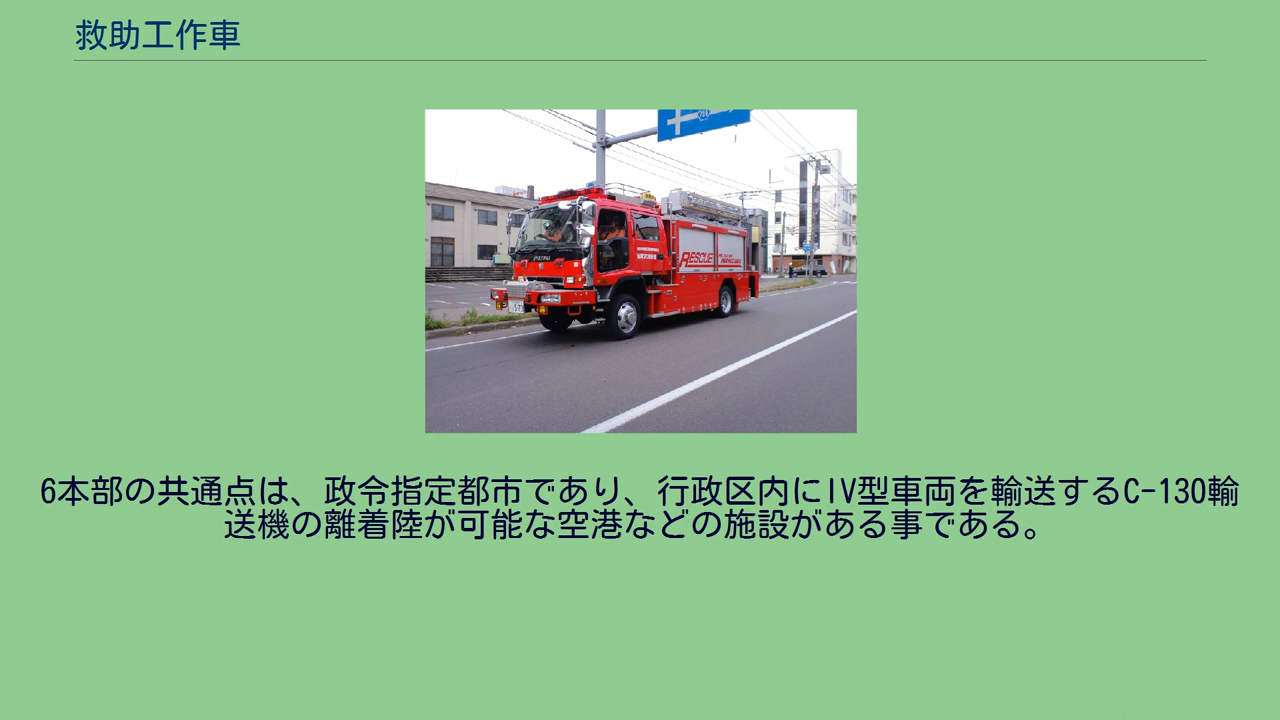 救助工作車
ISUZU
RESCUE
6本部の共通点は、政令指定都市であり、行政区内にIV型車両を輸送するC-130輸
送機の離着陸が可能な空港などの施設がある事である。